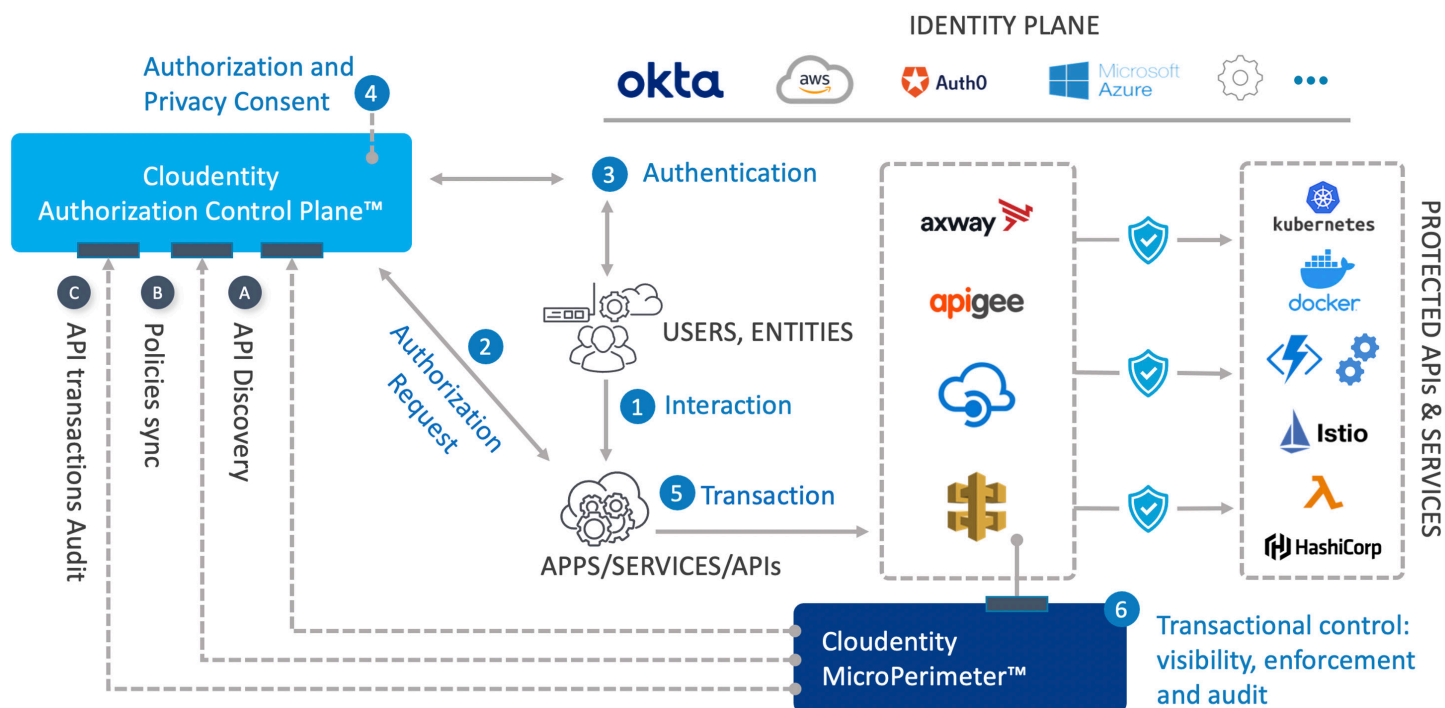 IDENTITY PLANE
okta
aws
Auth0
Microsoft
Azure
Authorization and
Privacy Consent
4
Cloudentity
Authorization Control Plane™
3
Authentication
C
API transactions Audit
B
Policies sync
A
API Discovery
2
Authorization
Request
USERS, ENTITIES
1
Interaction
5
Transaction
APPS/SERVICES/APIs
axway
apigee
kubernetes
docker
Istio
HashiCorp
PROTECTED APIs & SERVICES
Cloudentity
MicroPerimeter™
6
Transactional control:
visibility, enforcement
and audit